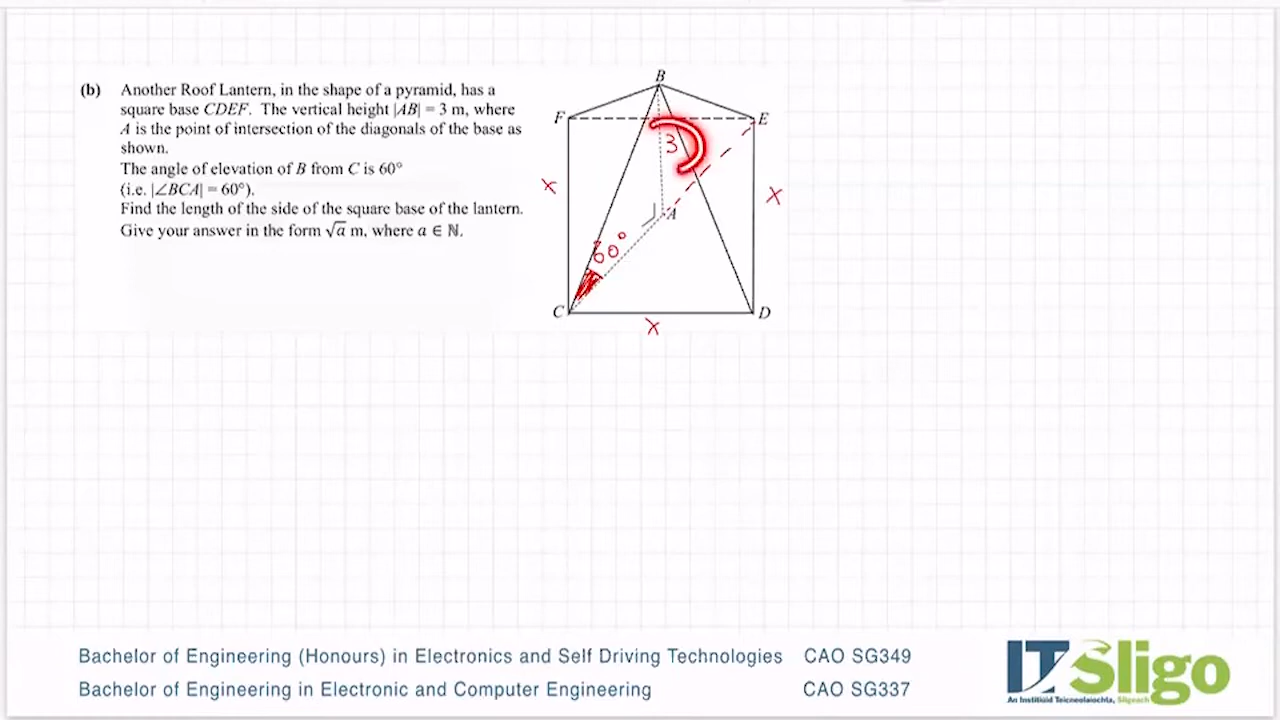 (b) Another Roof Lantern, in the shape of a pyramid, has a
square base CDEF. The vertical height |AB| = 3 m, where
A is the point of intersection of the diagonals of the base as
shown.
The angle of elevation of B from C is 60°
(i.e. |∠BCA| = 60°).
Find the length of the side of the square base of the lantern.
Give your answer in the form √a m, where a ∈ ℕ.
B
F
E
3
x
x
A
60°
C
D
x
Bachelor of Engineering (Honours) in Electronics and Self Driving Technologies CAO SG349
Bachelor of Engineering in Electronic and Computer Engineering CAO SG337
IT Sligo
An Institiúid Teicneolaíochta, Sligeach